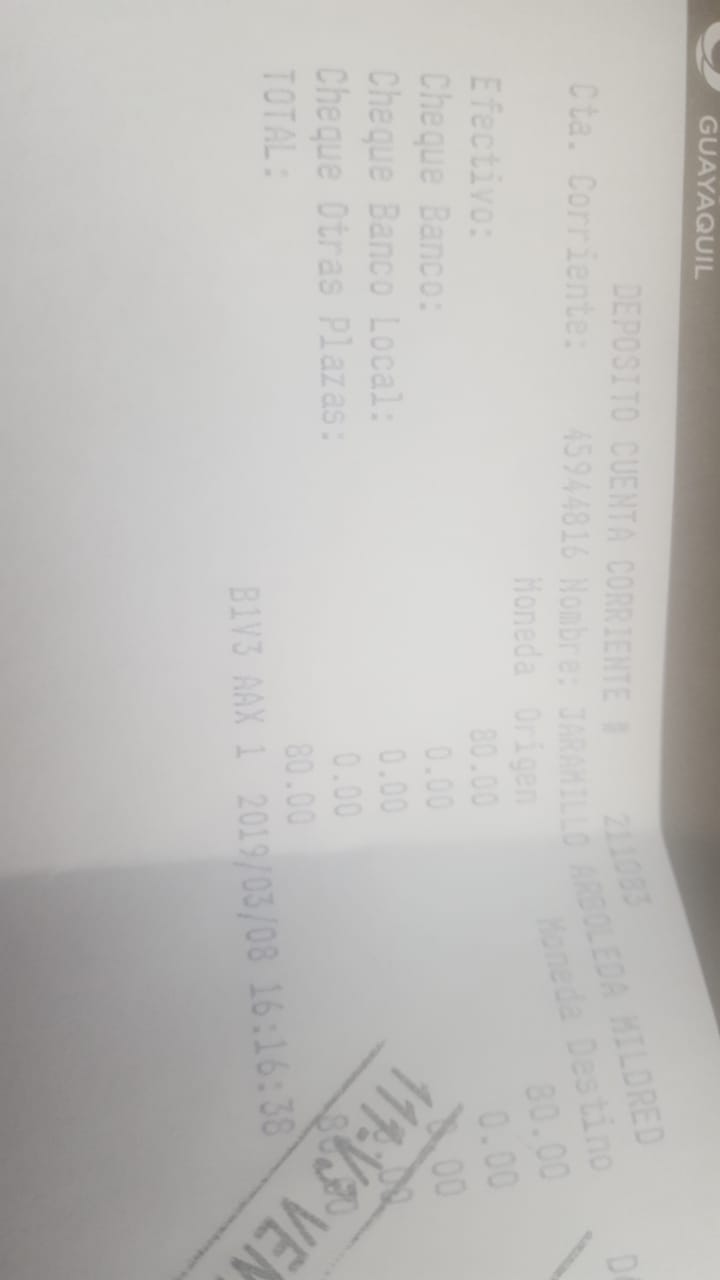 GUAYAQUIL
DEPOSITO CUENTA CORRIENTE # 211083
Cta. Corriente: 45944816 Nombre: JARAMILLO ARBOLEDA MILDRED
Moneda Origen Moneda Destino
Efectivo: 80.00 80.00
Cheque Banco: 0.00 0.00
Cheque Banco Local: 0.00 0.00
Cheque Otras Plazas: 0.00 0.00
TOTAL: 80.00 80.00
B1V3 AAX 1 2019/03/08 16:16:38
111-V3